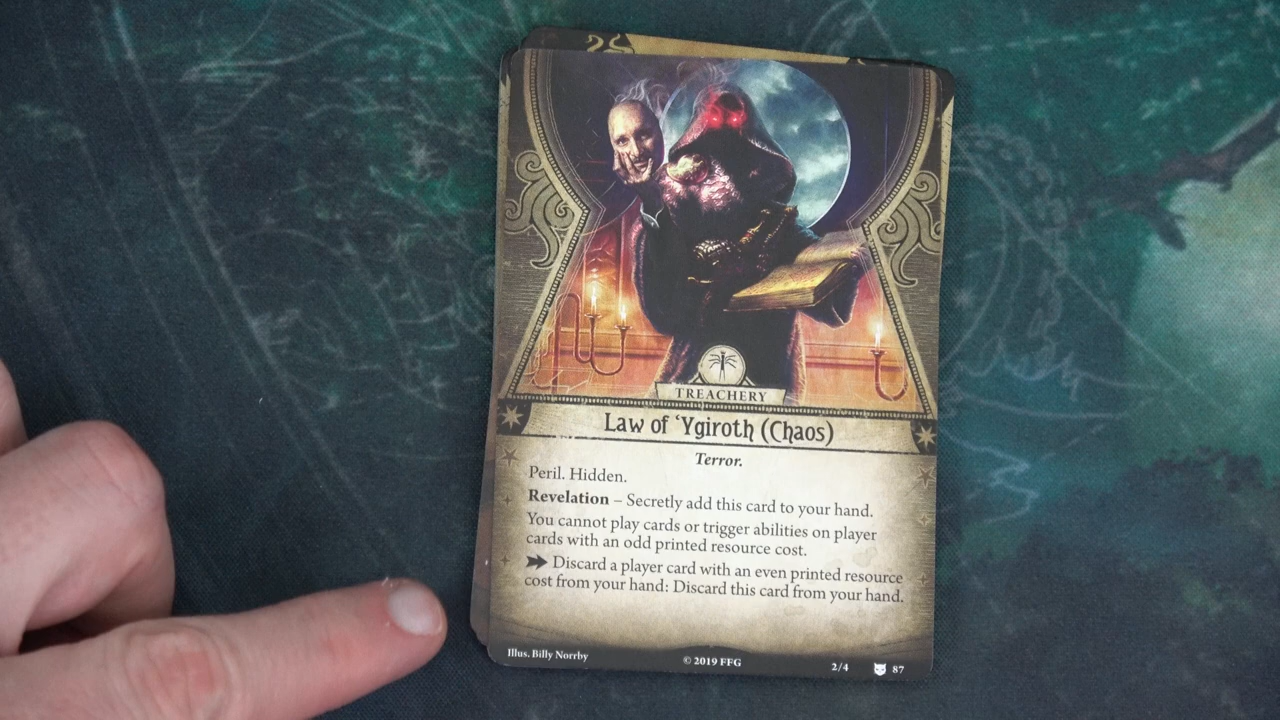 TREACHERY
Law of ‘Ygiroth (Chaos)
Terror.
Peril. Hidden.
Revelation – Secretly add this card to your hand.
You cannot play cards or trigger abilities on player
cards with an odd printed resource cost.
Discard a player card with an even printed resource
cost from your hand: Discard this card from your hand.
Illus. Billy Norrby
© 2019 FFG
2/4
87